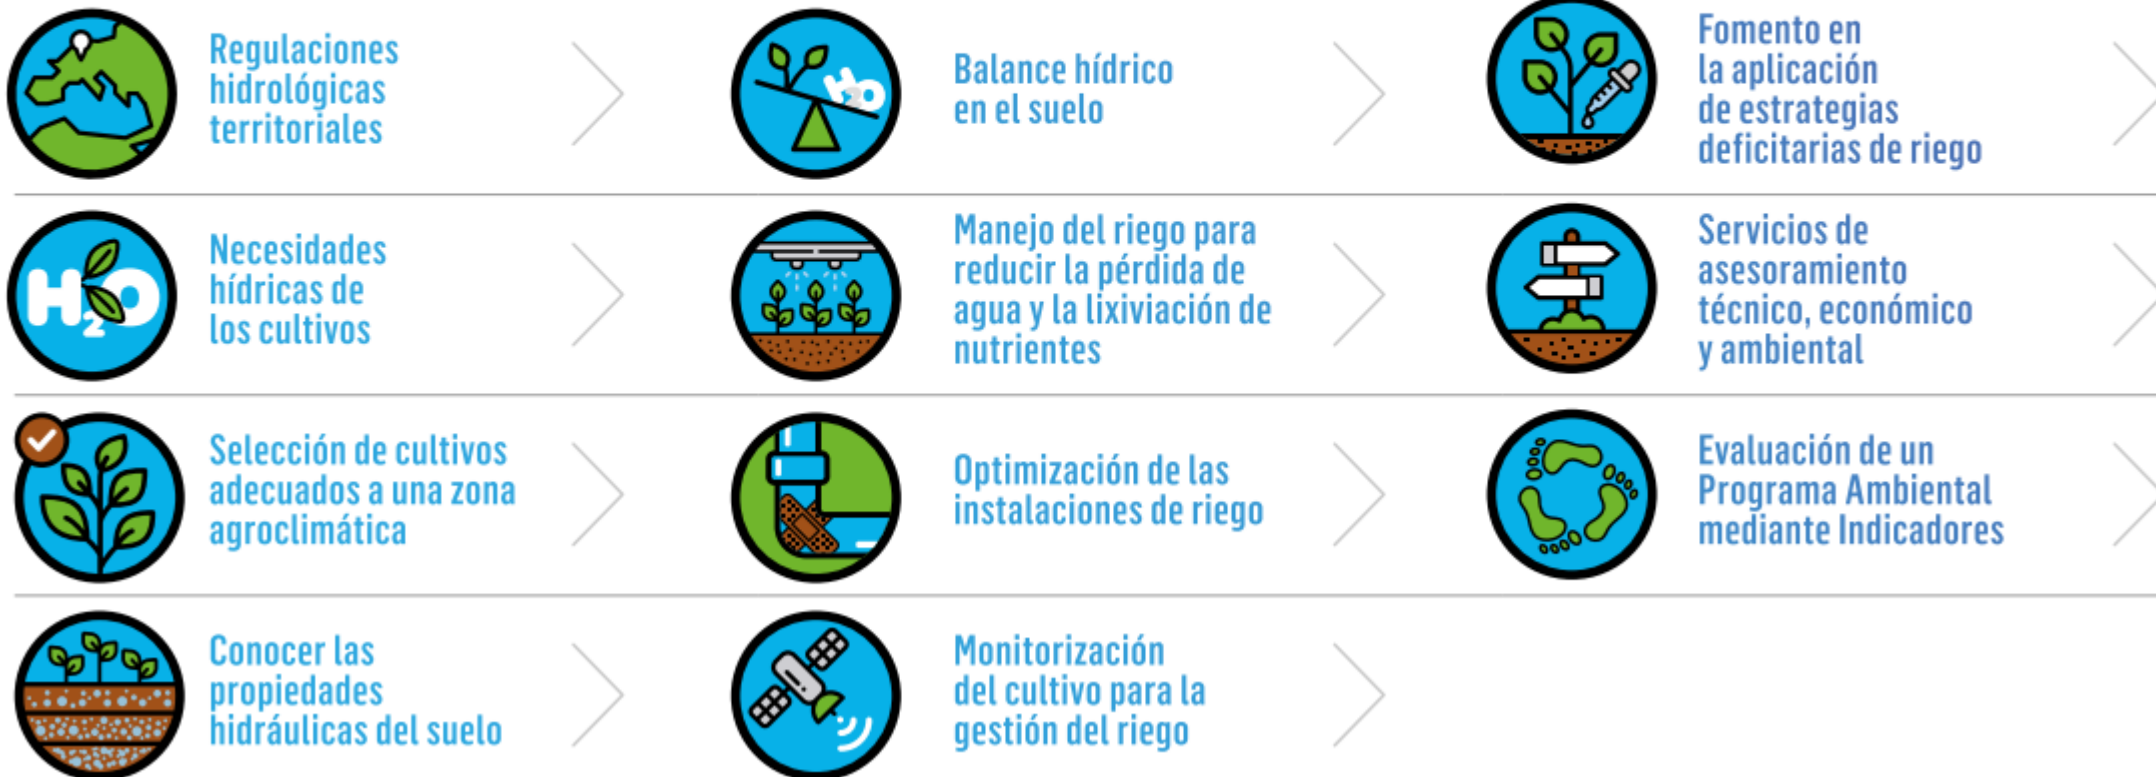 Regulaciones
hidrológicas
territoriales
Balance hídrico
en el suelo
H2O
Fomento en
la aplicación
de estrategias
deficitarias de riego
H2O
Necesidades
hídricas de
los cultivos
Manejo del riego para
reducir la pérdida de
agua y la lixiviación de
nutrientes
Servicios de
asesoramiento
técnico, económico
y ambiental
Selección de cultivos
adecuados a una zona
agroclimática
Optimización de las
instalaciones de riego
Evaluación de un
Programa Ambiental
mediante Indicadores
Conocer las
propiedades
hidráulicas del suelo
Monitorización
del cultivo para la
gestión del riego